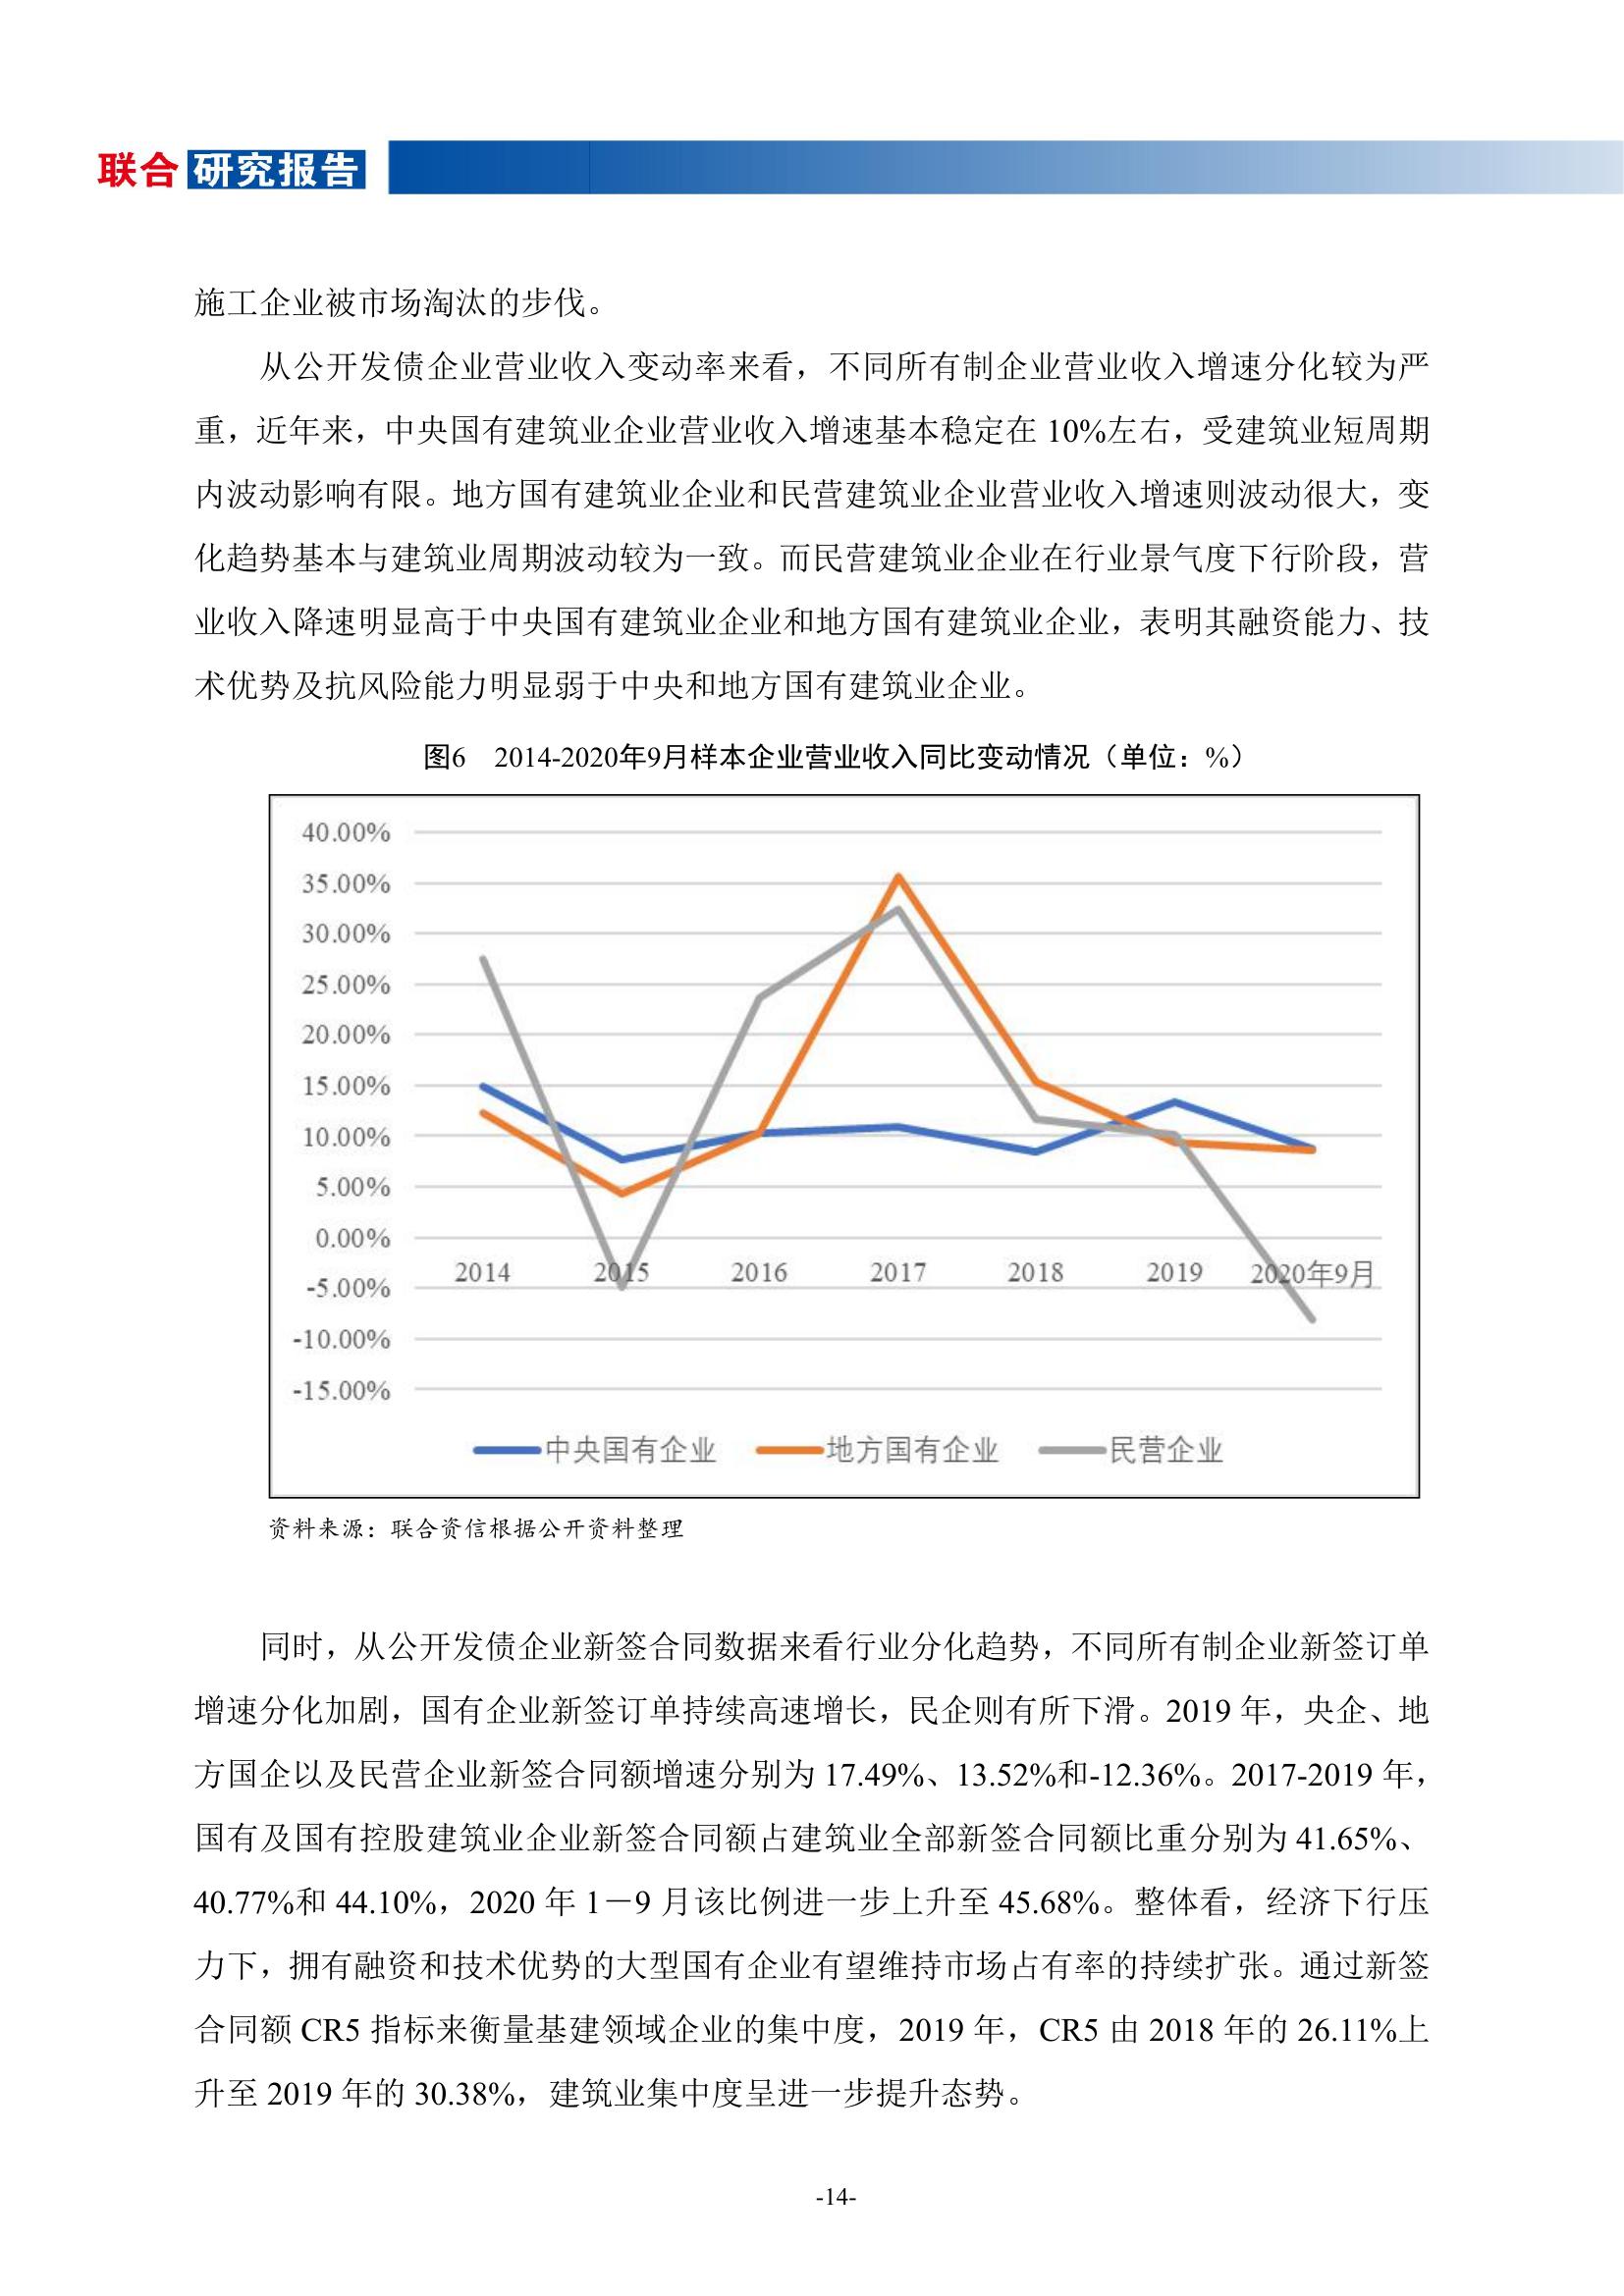 联合 研究报告
施工企业被市场淘汰的步伐。
从公开发债企业营业收入变动率来看，不同所有制企业营业收入增速分化较为严
重，近年来，中央国有建筑业企业营业收入增速基本稳定在 10%左右，受建筑业短周期
内波动影响有限。地方国有建筑业企业和民营建筑业企业营业收入增速则波动很大，变
化趋势基本与建筑业周期波动较为一致。而民营建筑业企业在行业景气度下行阶段，营
业收入降速明显高于中央国有建筑业企业和地方国有建筑业企业，表明其融资能力、技
术优势及抗风险能力明显弱于中央和地方国有建筑业企业。
图6 2014-2020年9月样本企业营业收入同比变动情况（单位：%）
40.00%
35.00%
30.00%
25.00%
20.00%
15.00%
10.00%
5.00%
0.00%
-5.00%
-10.00%
-15.00%
2014 2015 2016 2017 2018 2019 2020年9月
中央国有企业 地方国有企业 民营企业
资料来源：联合资信根据公开资料整理
同时，从公开发债企业新签合同数据来看行业分化趋势，不同所有制企业新签订单
增速分化加剧，国有企业新签订单持续高速增长，民企则有所下滑。2019 年，央企、地
方国企以及民营企业新签合同额增速分别为 17.49%、13.52%和-12.36%。2017-2019 年，
国有及国有控股建筑业企业新签合同额占建筑业全部新签合同额比重分别为 41.65%、
40.77%和 44.10%，2020 年 1－9 月该比例进一步上升至 45.68%。整体看，经济下行压
力下，拥有融资和技术优势的大型国有企业有望维持市场占有率的持续扩张。通过新签
合同额 CR5 指标来衡量基建领域企业的集中度，2019 年，CR5 由 2018 年的 26.11%上
升至 2019 年的 30.38%，建筑业集中度呈进一步提升态势。
-14-